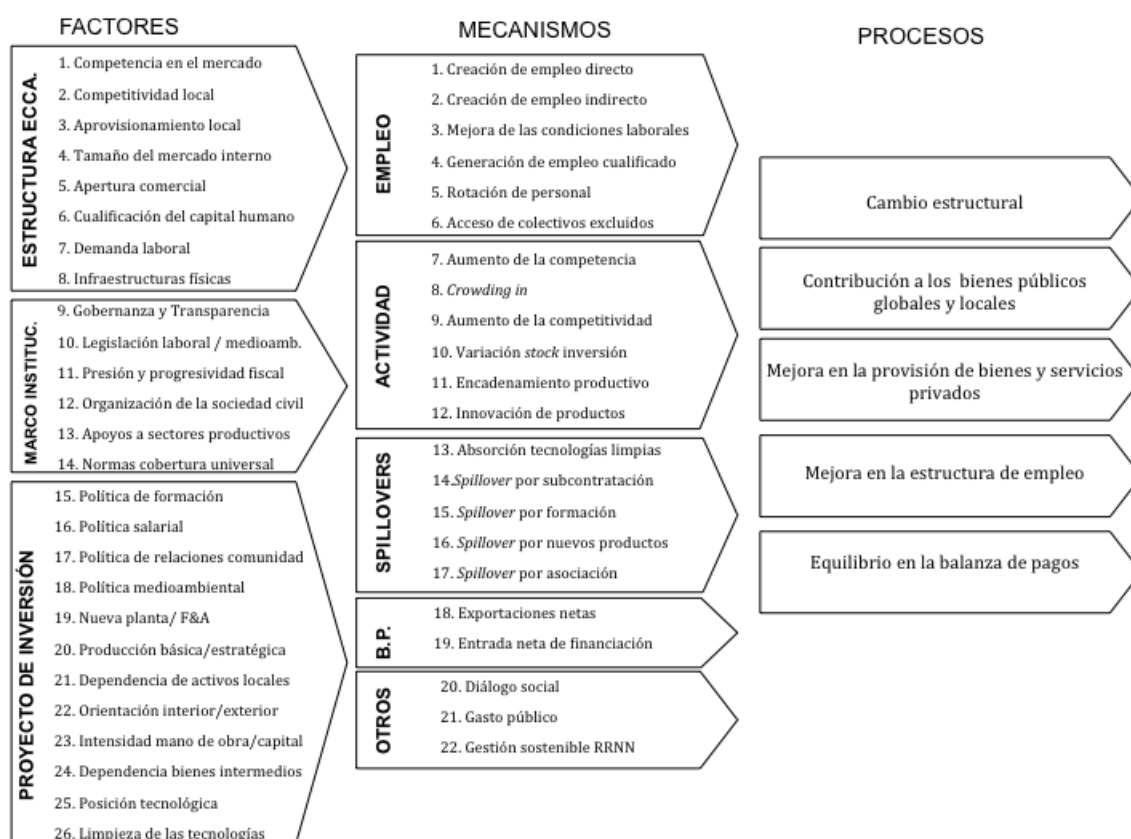 FACTORES
ESTRUCTURA ECCA.
1. Competencia en el mercado
2. Competitividad local
3. Aprovisionamiento local
4. Tamaño del mercado interno
5. Apertura comercial
6. Cualificación del capital humano
7. Demanda laboral
8. Infraestructuras físicas
MARCO INSTITUC.
9. Gobernanza y Transparencia
10. Legislación laboral / medioamb.
11. Presión y progresividad fiscal
12. Organización de la sociedad civil
13. Apoyos a sectores productivos
14. Normas cobertura universal
PROYECTO DE INVERSIÓN
15. Política de formación
16. Política salarial
17. Política de relaciones comunidad
18. Política medioambiental
19. Nueva planta/ F&A
20. Producción básica/estratégica
21. Dependencia de activos locales
22. Orientación interior/exterior
23. Intensidad mano de obra/capital
24. Dependencia bienes intermedios
25. Posición tecnológica
26. Limpieza de las tecnologías
MECANISMOS
EMPLEO
1. Creación de empleo directo
2. Creación de empleo indirecto
3. Mejora de las condiciones laborales
4. Generación de empleo cualificado
5. Rotación de personal
6. Acceso de colectivos excluidos
ACTIVIDAD
7. Aumento de la competencia
8. Crowding in
9. Aumento de la competitividad
10. Variación stock inversión
11. Encadenamiento productivo
12. Innovación de productos
SPILLOVERS
13. Absorción tecnologías limpias
14.Spillover por subcontratación
15. Spillover por formación
16. Spillover por nuevos productos
17. Spillover por asociación
B.P.
18. Exportaciones netas
19. Entrada neta de financiación
OTROS
20. Diálogo social
21. Gasto público
22. Gestión sostenible RRNN
PROCESOS
Cambio estructural
Contribución a los bienes públicos
globales y locales
Mejora en la provisión de bienes y servicios
privados
Mejora en la estructura de empleo
Equilibrio en la balanza de pagos